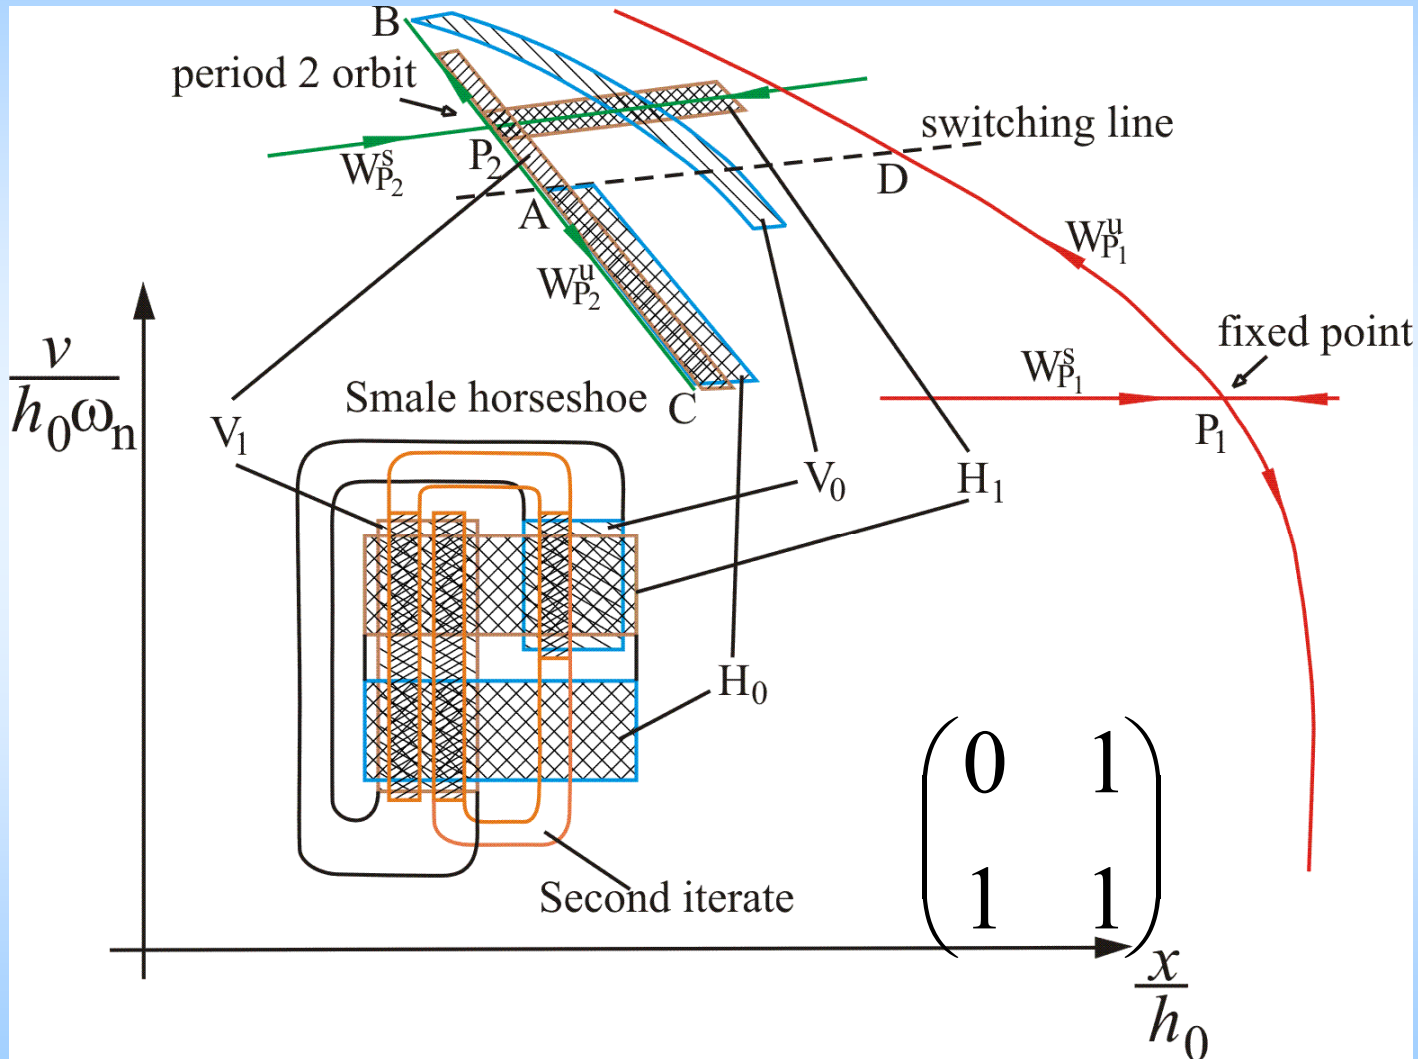 B
period 2 orbit
switching line
W^s_{P_2}
P_2
D
A
W^u_{P_1}
W^u_{P_2}
fixed point
v/(h_0ω_n)
W^s_{P_1}
Smale horseshoe
C
V_1
P_1
V_0
H_1
H_0
0 1
1 1
Second iterate
x/h_0